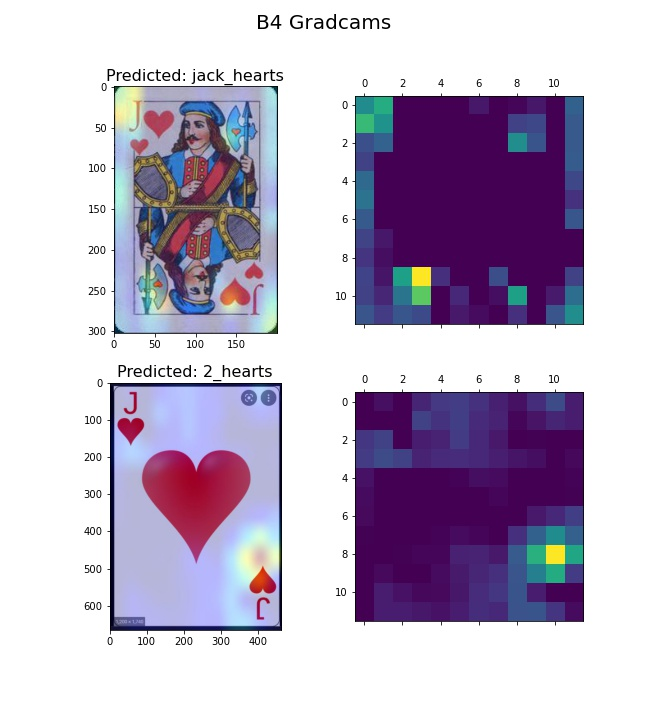 B4 Gradcams
Predicted: jack_hearts
0
50
100
150
200
250
300
0 50 100 150
J
J
0 2 4 6 8 10
0
2
4
6
8
10
Predicted: 2_hearts
0
100
200
300
400
500
600
0 100 200 300 400
J
J
0 2 4 6 8 10
0
2
4
6
8
10